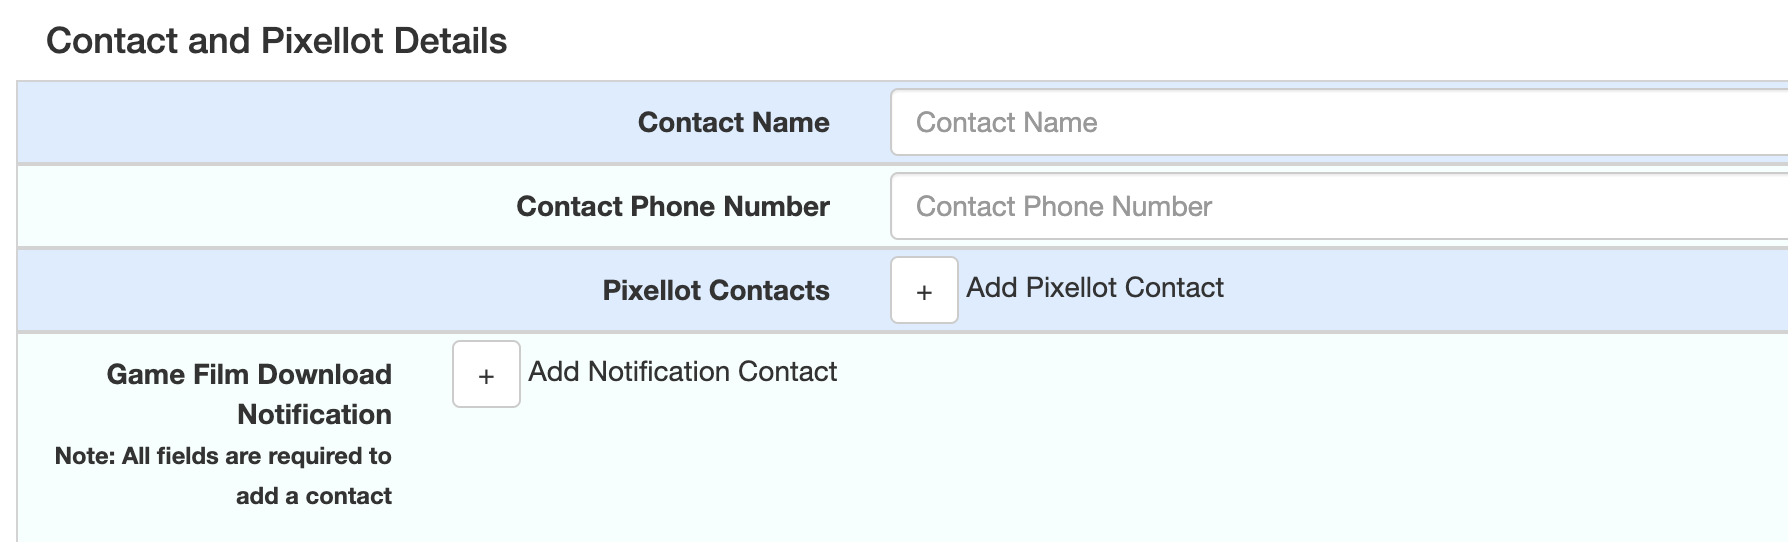 Contact and Pixellot Details
Contact Name
Contact Name
Contact Phone Number
Contact Phone Number
Pixellot Contacts
+ Add Pixellot Contact
Game Film Download
Notification
Note: All fields are required to
add a contact
+ Add Notification Contact